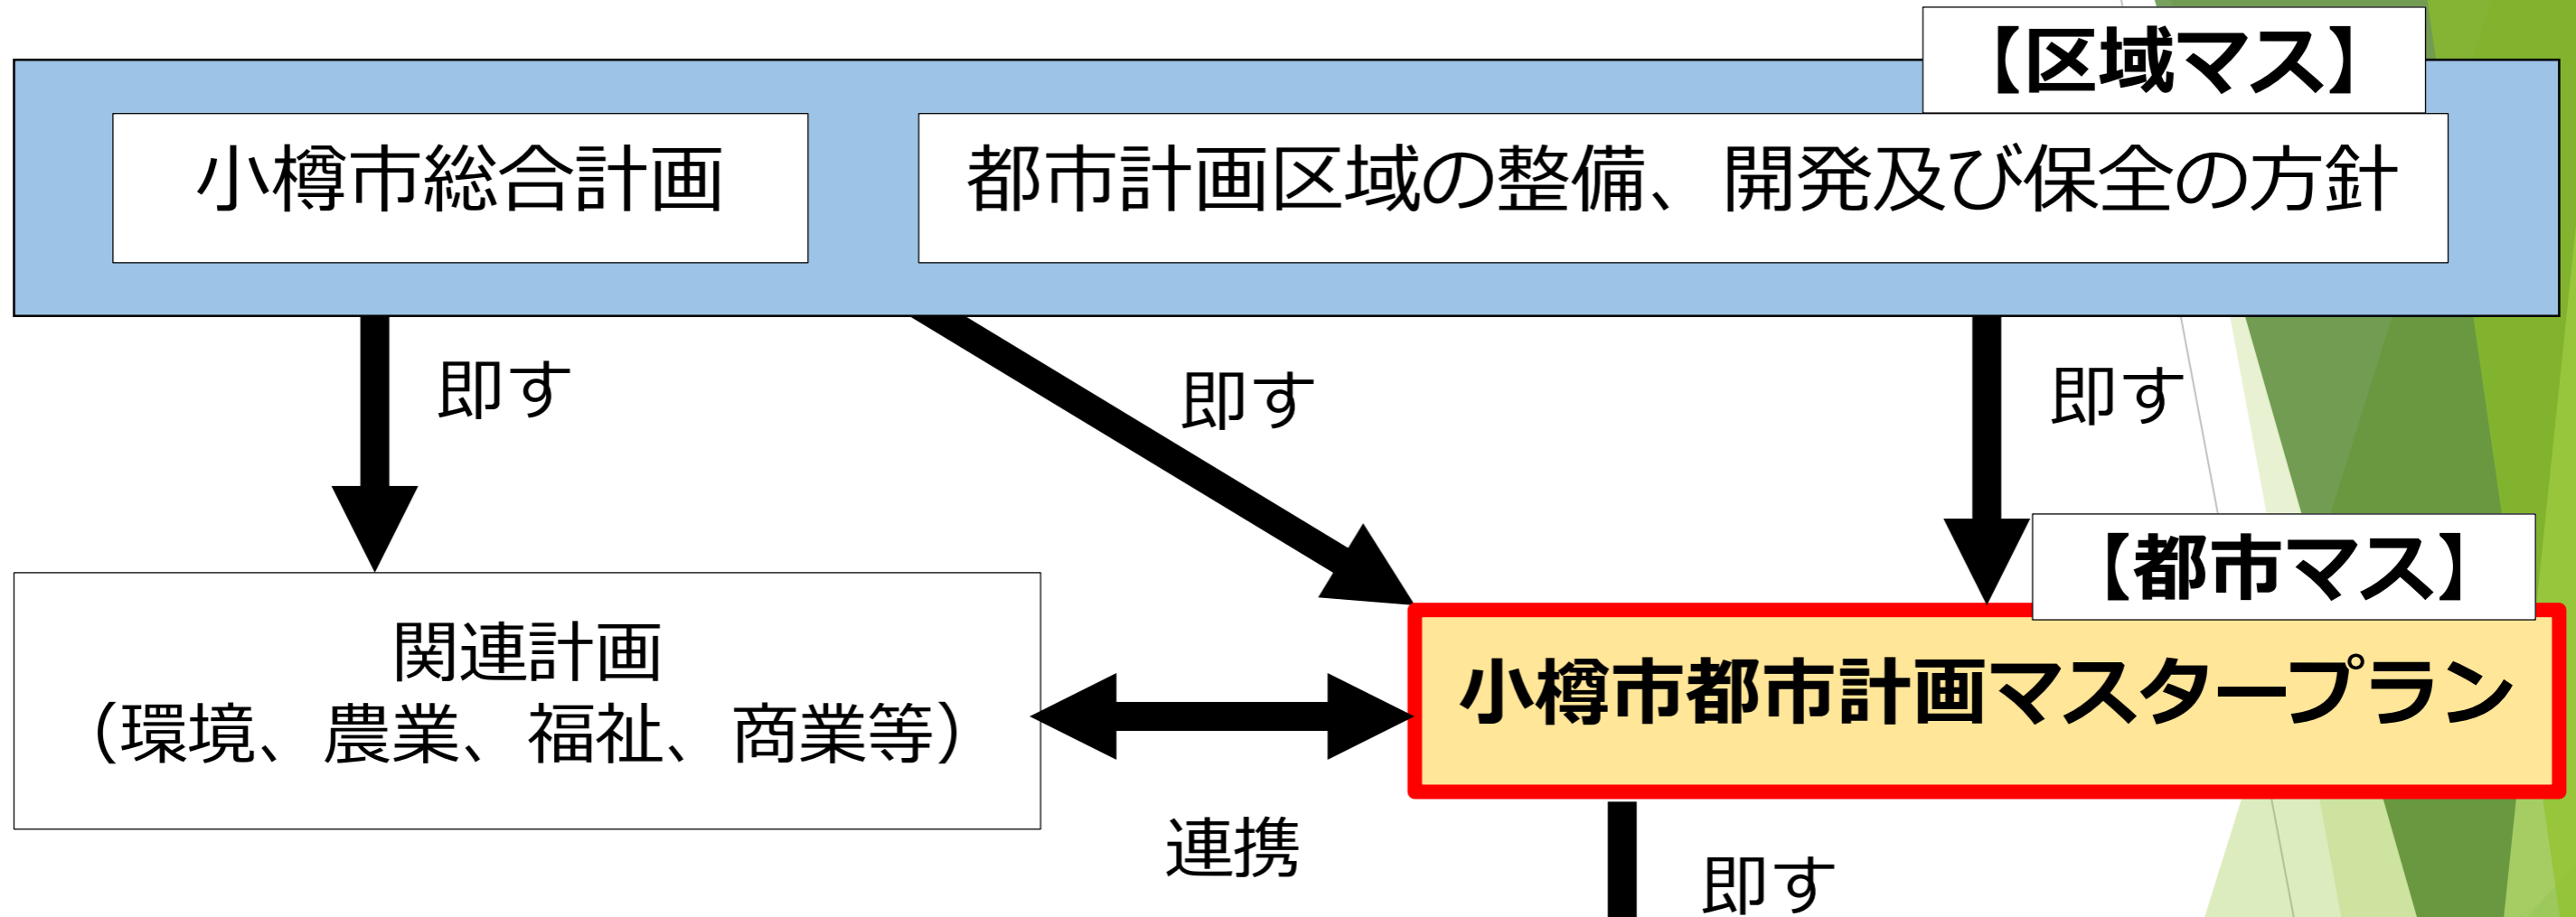 【区域マス】
小樽市総合計画
都市計画区域の整備、開発及び保全の方針
即す
即す
即す
【都市マス】
関連計画
（環境、農業、福祉、商業等）
小樽市都市計画マスタープラン
連携
即す